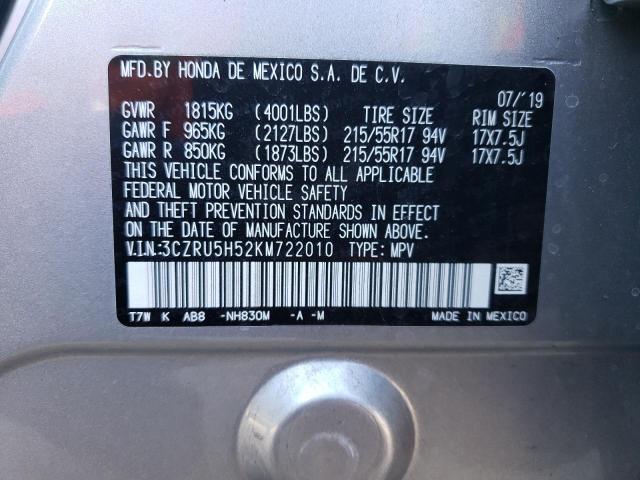 MFD.BY HONDA DE MEXICO S.A. DE C.V.
07/'19
GVWR 1815KG (4001LBS) TIRE SIZE RIM SIZE
GAWR F 965KG (2127LBS) 215/55R17 94V 17X7.5J
GAWR R 850KG (1873LBS) 215/55R17 94V 17X7.5J
THIS VEHICLE CONFORMS TO ALL APPLICABLE
FEDERAL MOTOR VEHICLE SAFETY
AND THEFT PREVENTION STANDARDS IN EFFECT
ON THE DATE OF MANUFACTURE SHOWN ABOVE.
V.I.N:3CZRU5H52KM722010 TYPE: MPV
T7W K AB8 -NH830M -A -M MADE IN MEXICO